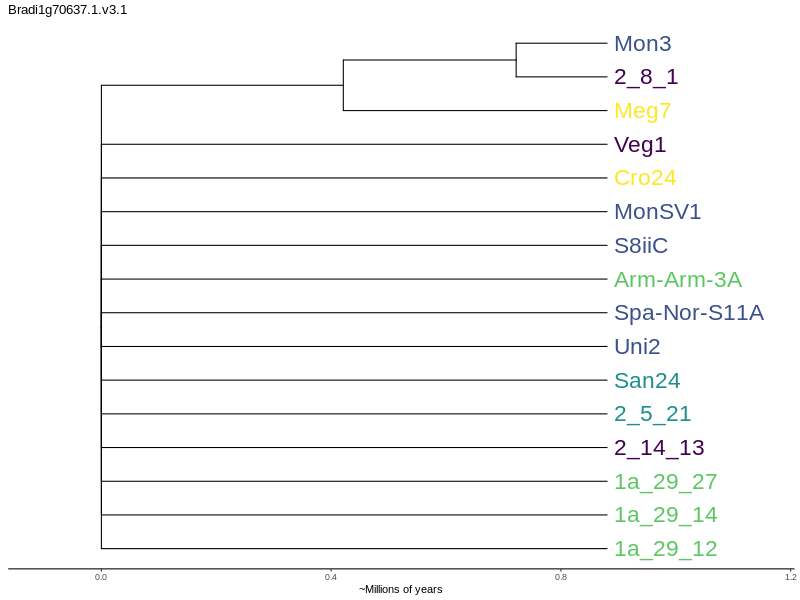 Bradi1g70637.1.v3.1
Mon3
2_8_1
Meg7
Veg1
Cro24
MonSV1
S8iiC
Arm-Arm-3A
Spa-Nor-S11A
Uni2
San24
2_5_21
2_14_13
1a_29_27
1a_29_14
1a_29_12
0.0 0.4 0.8 1.2
~Millions of years